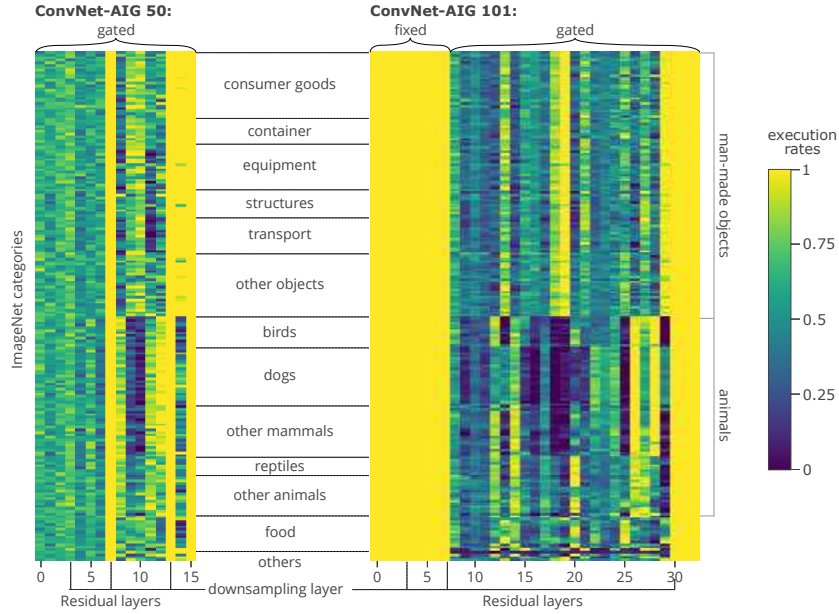 ConvNet-AIG 50:
ConvNet-AIG 101:
gated
fixed
gated
ImageNet categories
consumer goods
container
equipment
structures
transport
other objects
birds
dogs
other mammals
reptiles
other animals
food
others
man-made objects
animals
execution
rates
1
0.75
0.5
0.25
0
0 5 10 15
0 5 10 15 20 25 30
downsampling layer
Residual layers
Residual layers